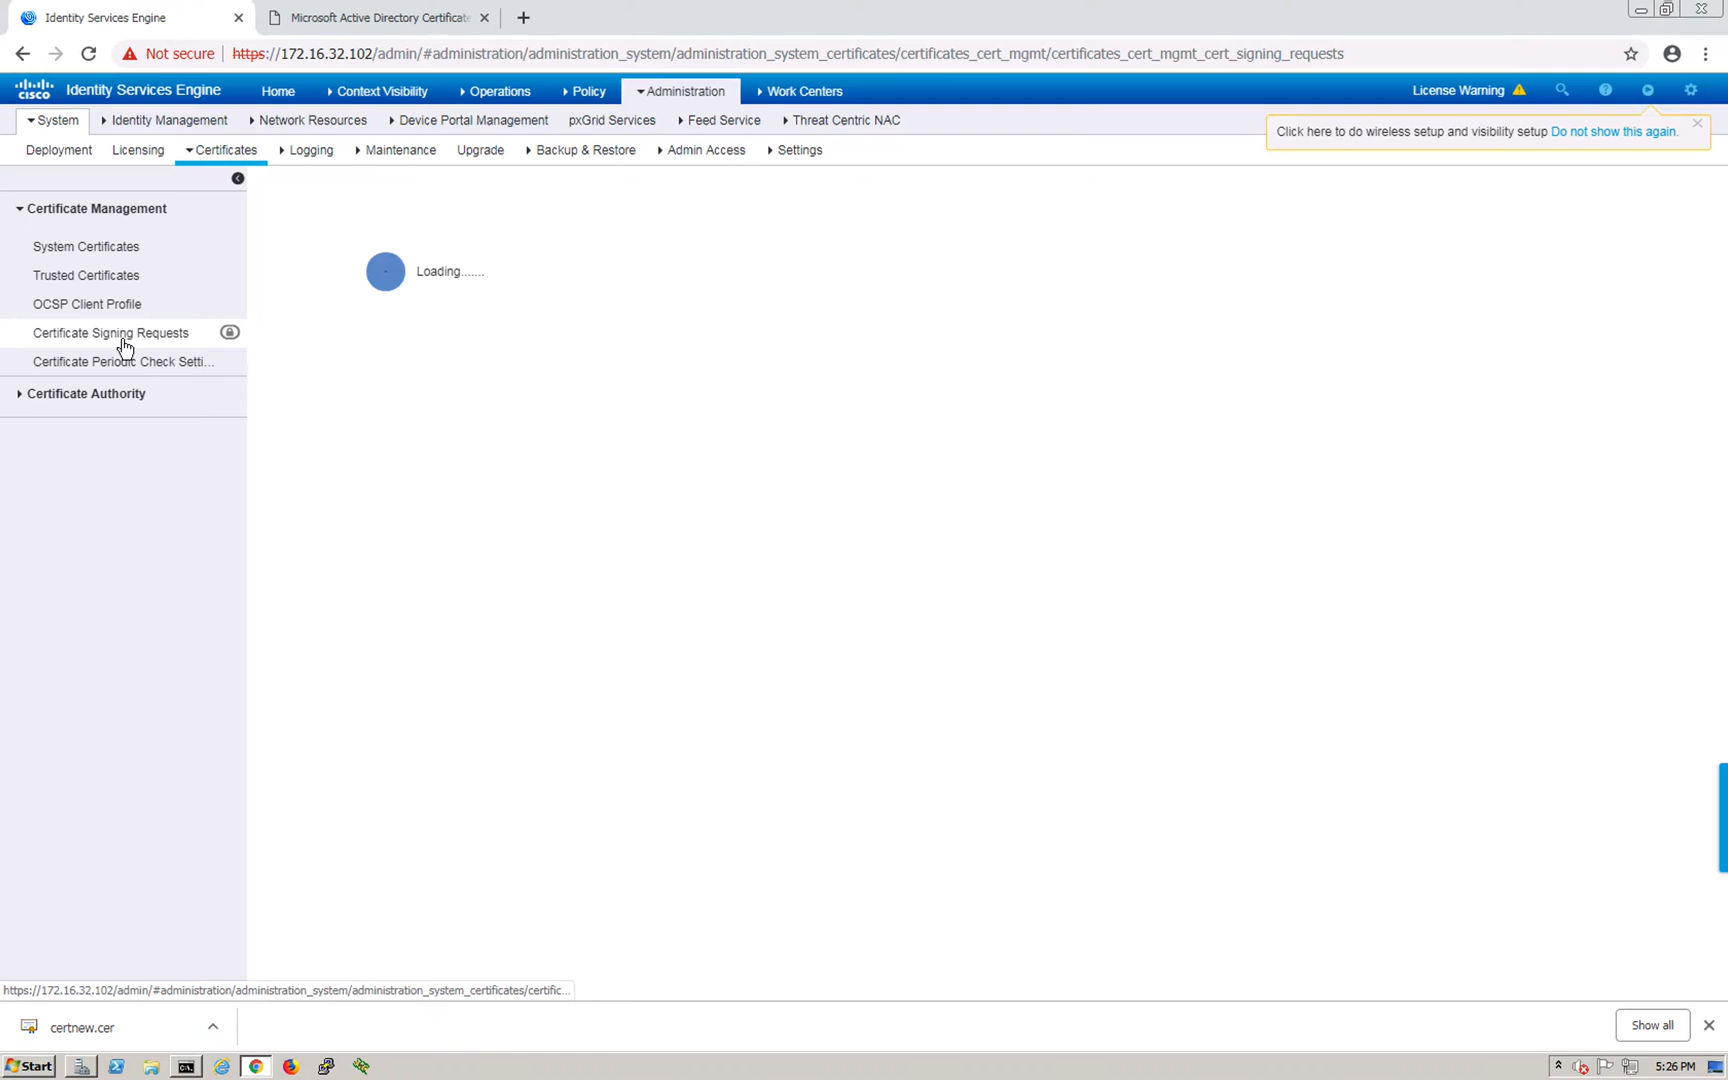 Identity Services Engine
Microsoft Active Directory Certificate
Not secure
https://172.16.32.102/admin/#administration/administration_system/administration_system_certificates/certificates_cert_mgmt/certificates_cert_mgmt_cert_signing_requests
CISCO Identity Services Engine Home Context Visibility Operations Policy Administration Work Centers License Warning
System Identity Management Network Resources Device Portal Management pxGrid Services Feed Service Threat Centric NAC
Click here to do wireless setup and visibility setup Do not show this again.
Deployment Licensing Certificates Logging Maintenance Upgrade Backup & Restore Admin Access Settings
Certificate Management
System Certificates
Trusted Certificates
OCSP Client Profile
Certificate Signing Requests
Certificate Periodic Check Setti...
Certificate Authority
Loading.......
https://172.16.32.102/admin/#administration/administration_system/administration_system_certificates/certific...
certnew.cer
Show all
Start
5:26 PM